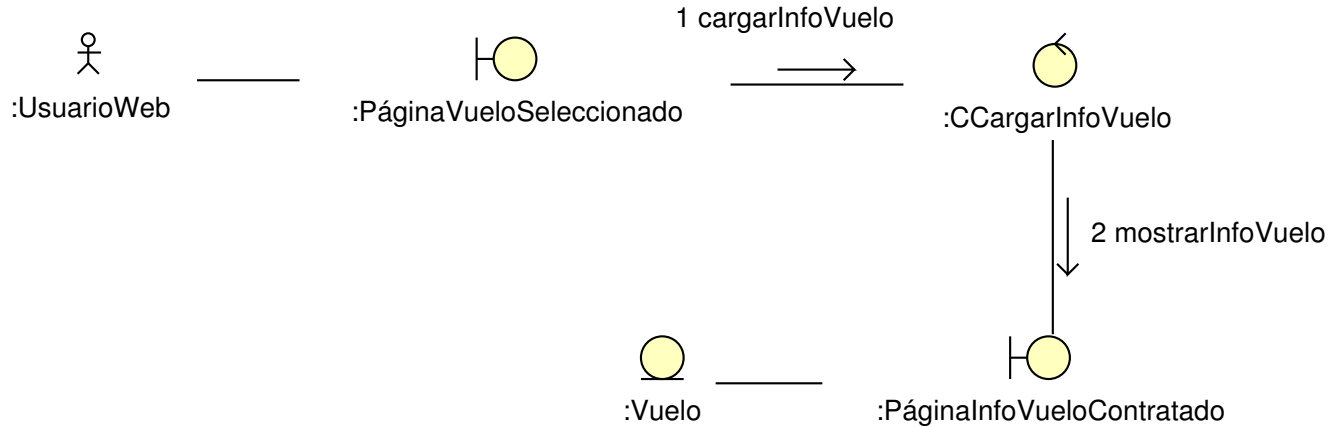 1 cargarInfoVuelo
:UsuarioWeb
:PáginaVueloSeleccionado
:CCargarInfoVuelo
2 mostrarInfoVuelo
:Vuelo
:PáginaInfoVueloContratado